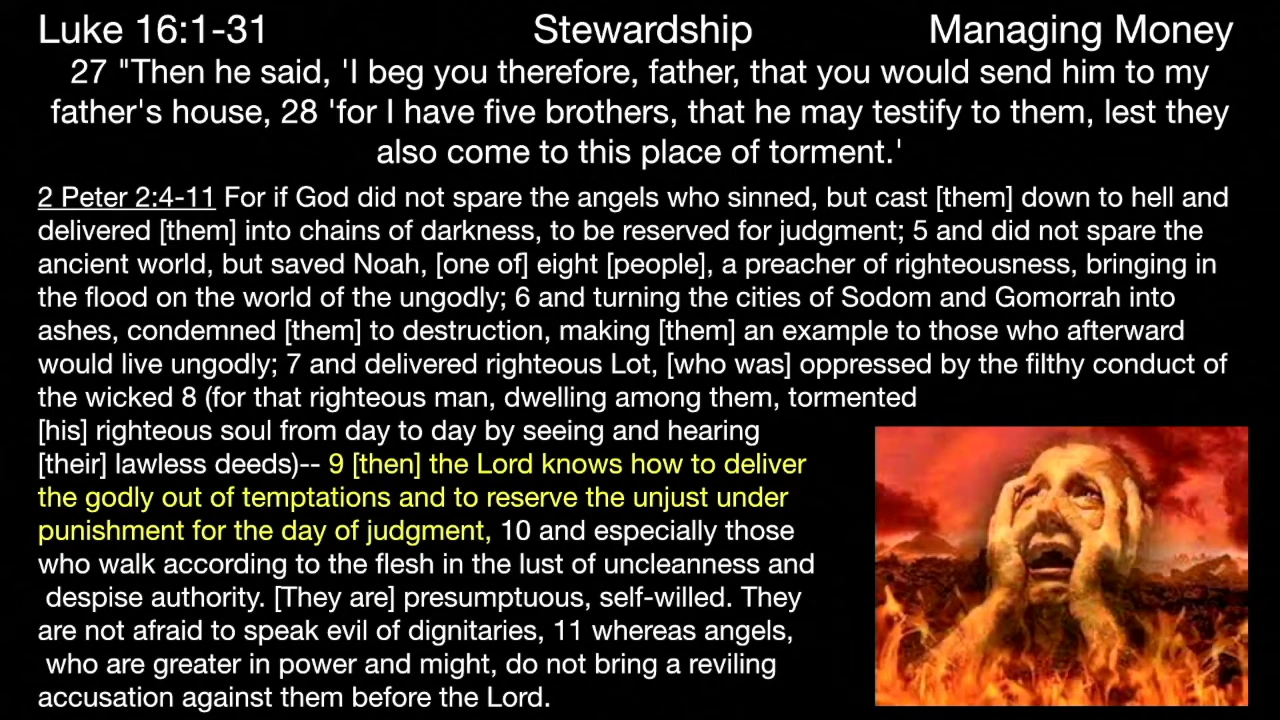 Luke 16:1-31 Stewardship Managing Money
27 "Then he said, 'I beg you therefore, father, that you would send him to my
father's house, 28 'for I have five brothers, that he may testify to them, lest they
also come to this place of torment.'
2 Peter 2:4-11 For if God did not spare the angels who sinned, but cast [them] down to hell and
delivered [them] into chains of darkness, to be reserved for judgment; 5 and did not spare the
ancient world, but saved Noah, [one of] eight [people], a preacher of righteousness, bringing in
the flood on the world of the ungodly; 6 and turning the cities of Sodom and Gomorrah into
ashes, condemned [them] to destruction, making [them] an example to those who afterward
would live ungodly; 7 and delivered righteous Lot, [who was] oppressed by the filthy conduct of
the wicked 8 (for that righteous man, dwelling among them, tormented
[his] righteous soul from day to day by seeing and hearing
[their] lawless deeds)-- 9 [then] the Lord knows how to deliver
the godly out of temptations and to reserve the unjust under
punishment for the day of judgment, 10 and especially those
who walk according to the flesh in the lust of uncleanness and
despise authority. [They are] presumptuous, self-willed. They
are not afraid to speak evil of dignitaries, 11 whereas angels,
who are greater in power and might, do not bring a reviling
accusation against them before the Lord.